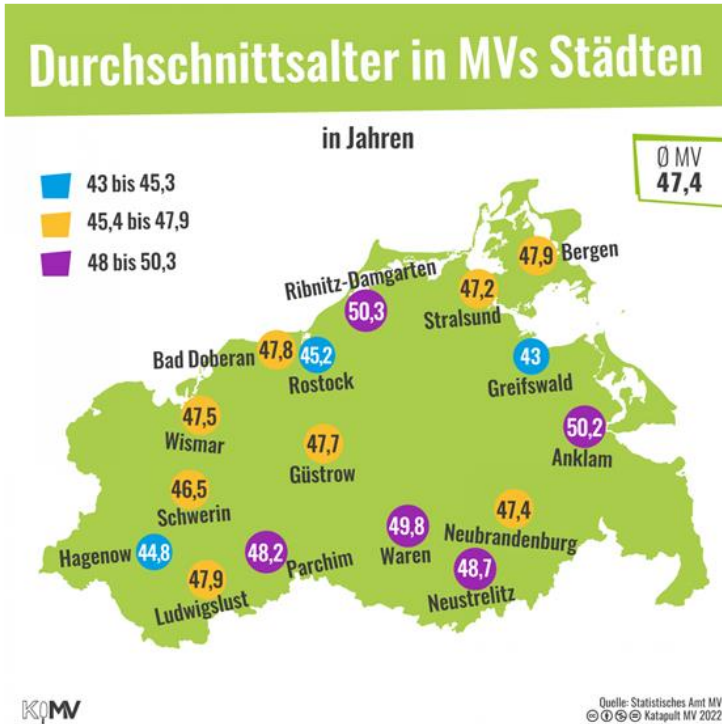 Durchschnittsalter in MVs Städten
in Jahren
Ø MV
47,4
43 bis 45,3
45,4 bis 47,9
48 bis 50,3
47,9
Bergen
Ribnitz-Damgarten
50,3
47,2
Stralsund
Bad Doberan
47,8
45,2
Rostock
43
Greifswald
47,5
Wismar
47,7
Güstrow
50,2
Anklam
46,5
Schwerin
49,8
Waren
47,4
Neubrandenburg
Hagenow
44,8
48,2
Parchim
48,7
Neustrelitz
47,9
Ludwigslust
K MV
Quelle: Statistisches Amt MV
Katapult MV 2022